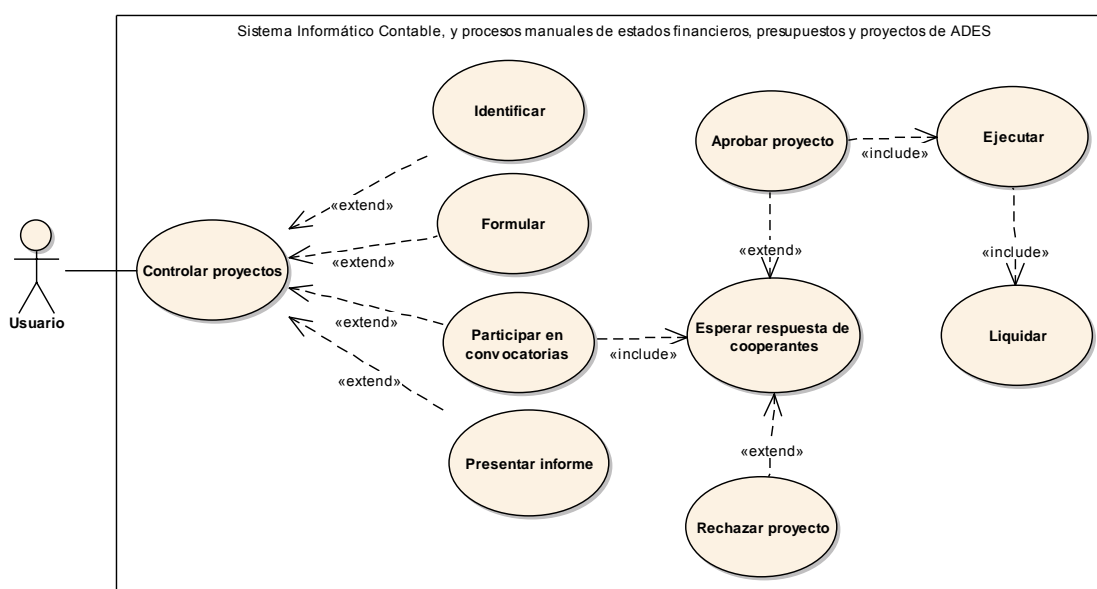 Sistema Informático Contable, y procesos manuales de estados financieros, presupuestos y proyectos de ADES
Identificar
Aprobar proyecto
Ejecutar
«include»
«extend»
Formular
«extend»
«extend»
«include»
Controlar proyectos
Usuario
«extend»
Participar en
convocatorias
«include»
Esperar respuesta de
cooperantes
Liquidar
«extend»
Presentar informe
«extend»
Rechazar proyecto